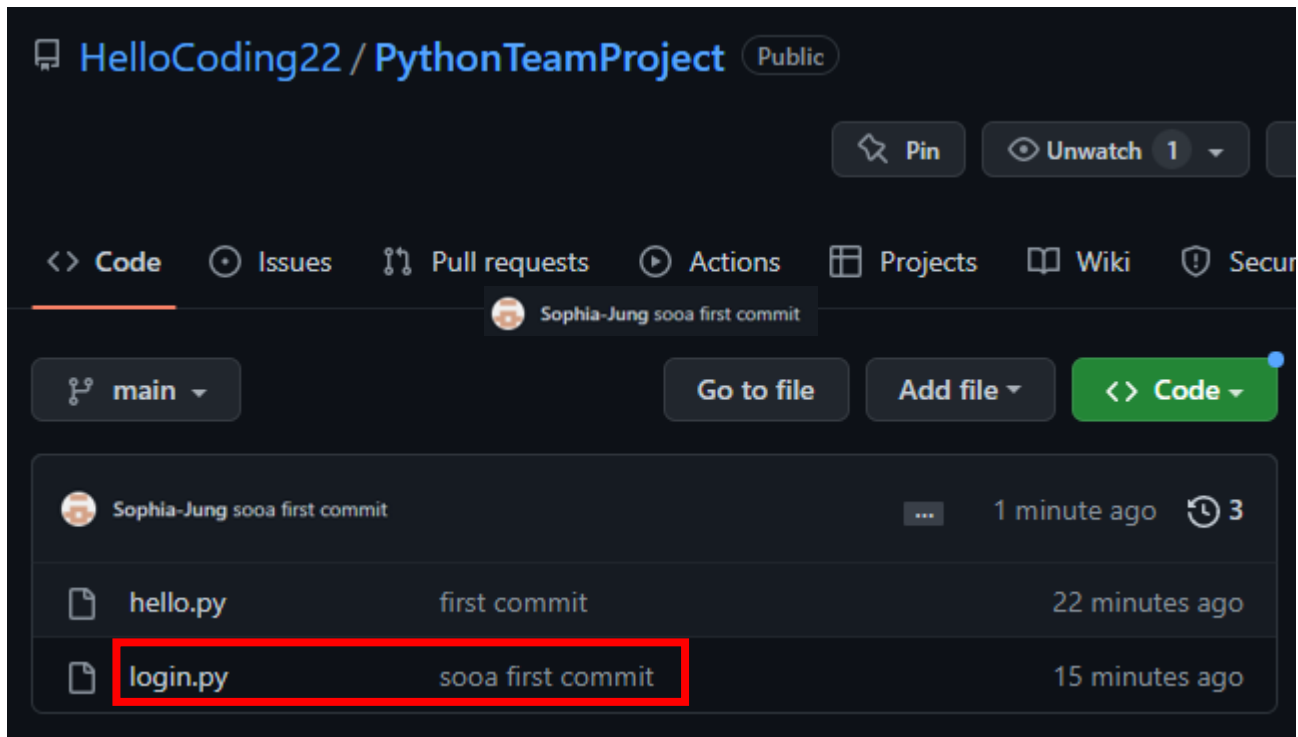 HelloCoding22 / PythonTeamProject Public
Pin Unwatch 1
Code Issues Pull requests Actions Projects Wiki Secur
Sophia-Jung sooa first commit
main Go to file Add file Code
Sophia-Jung sooa first commit ... 1 minute ago 3
hello.py first commit 22 minutes ago
login.py sooa first commit 15 minutes ago